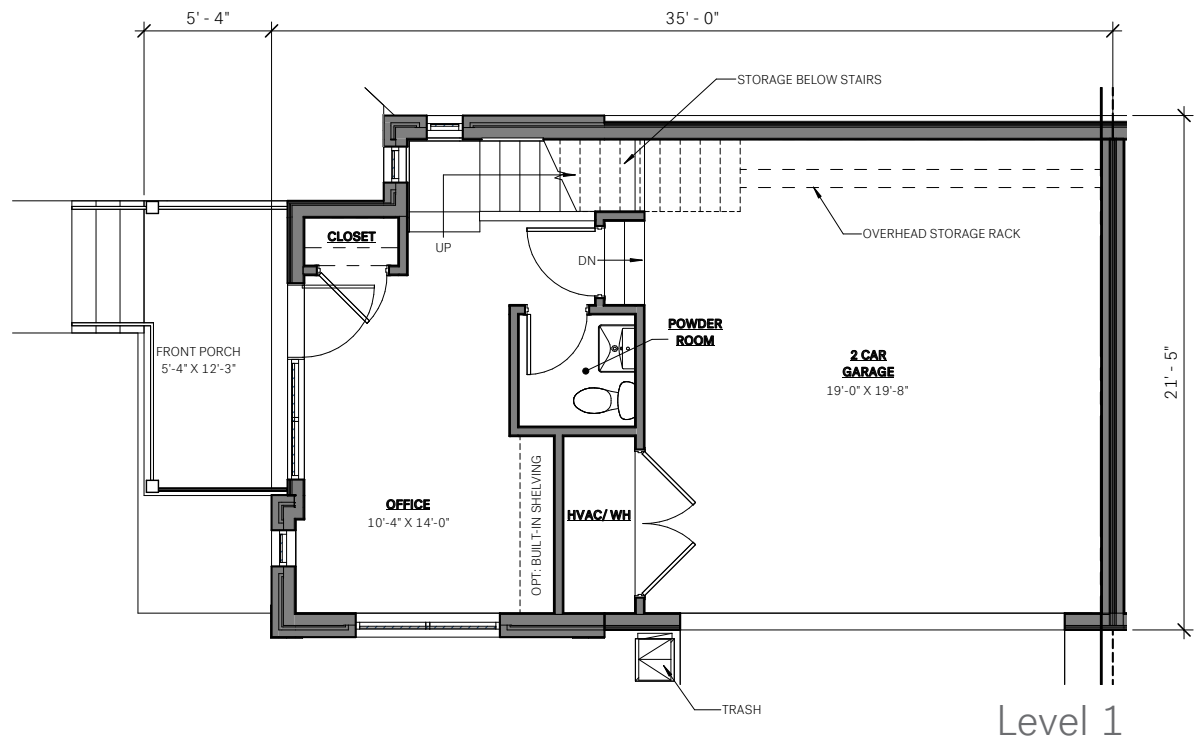 5' - 4"
35' - 0"
STORAGE BELOW STAIRS
CLOSET
UP
DN
OVERHEAD STORAGE RACK
POWDER
ROOM
FRONT PORCH
5'-4" X 12'-3"
2 CAR
GARAGE
19'-0" X 19'-8"
21' - 5"
OFFICE
10'-4" X 14'-0"
OPT: BUILT-IN SHELVING
HVAC/ WH
TRASH
Level 1